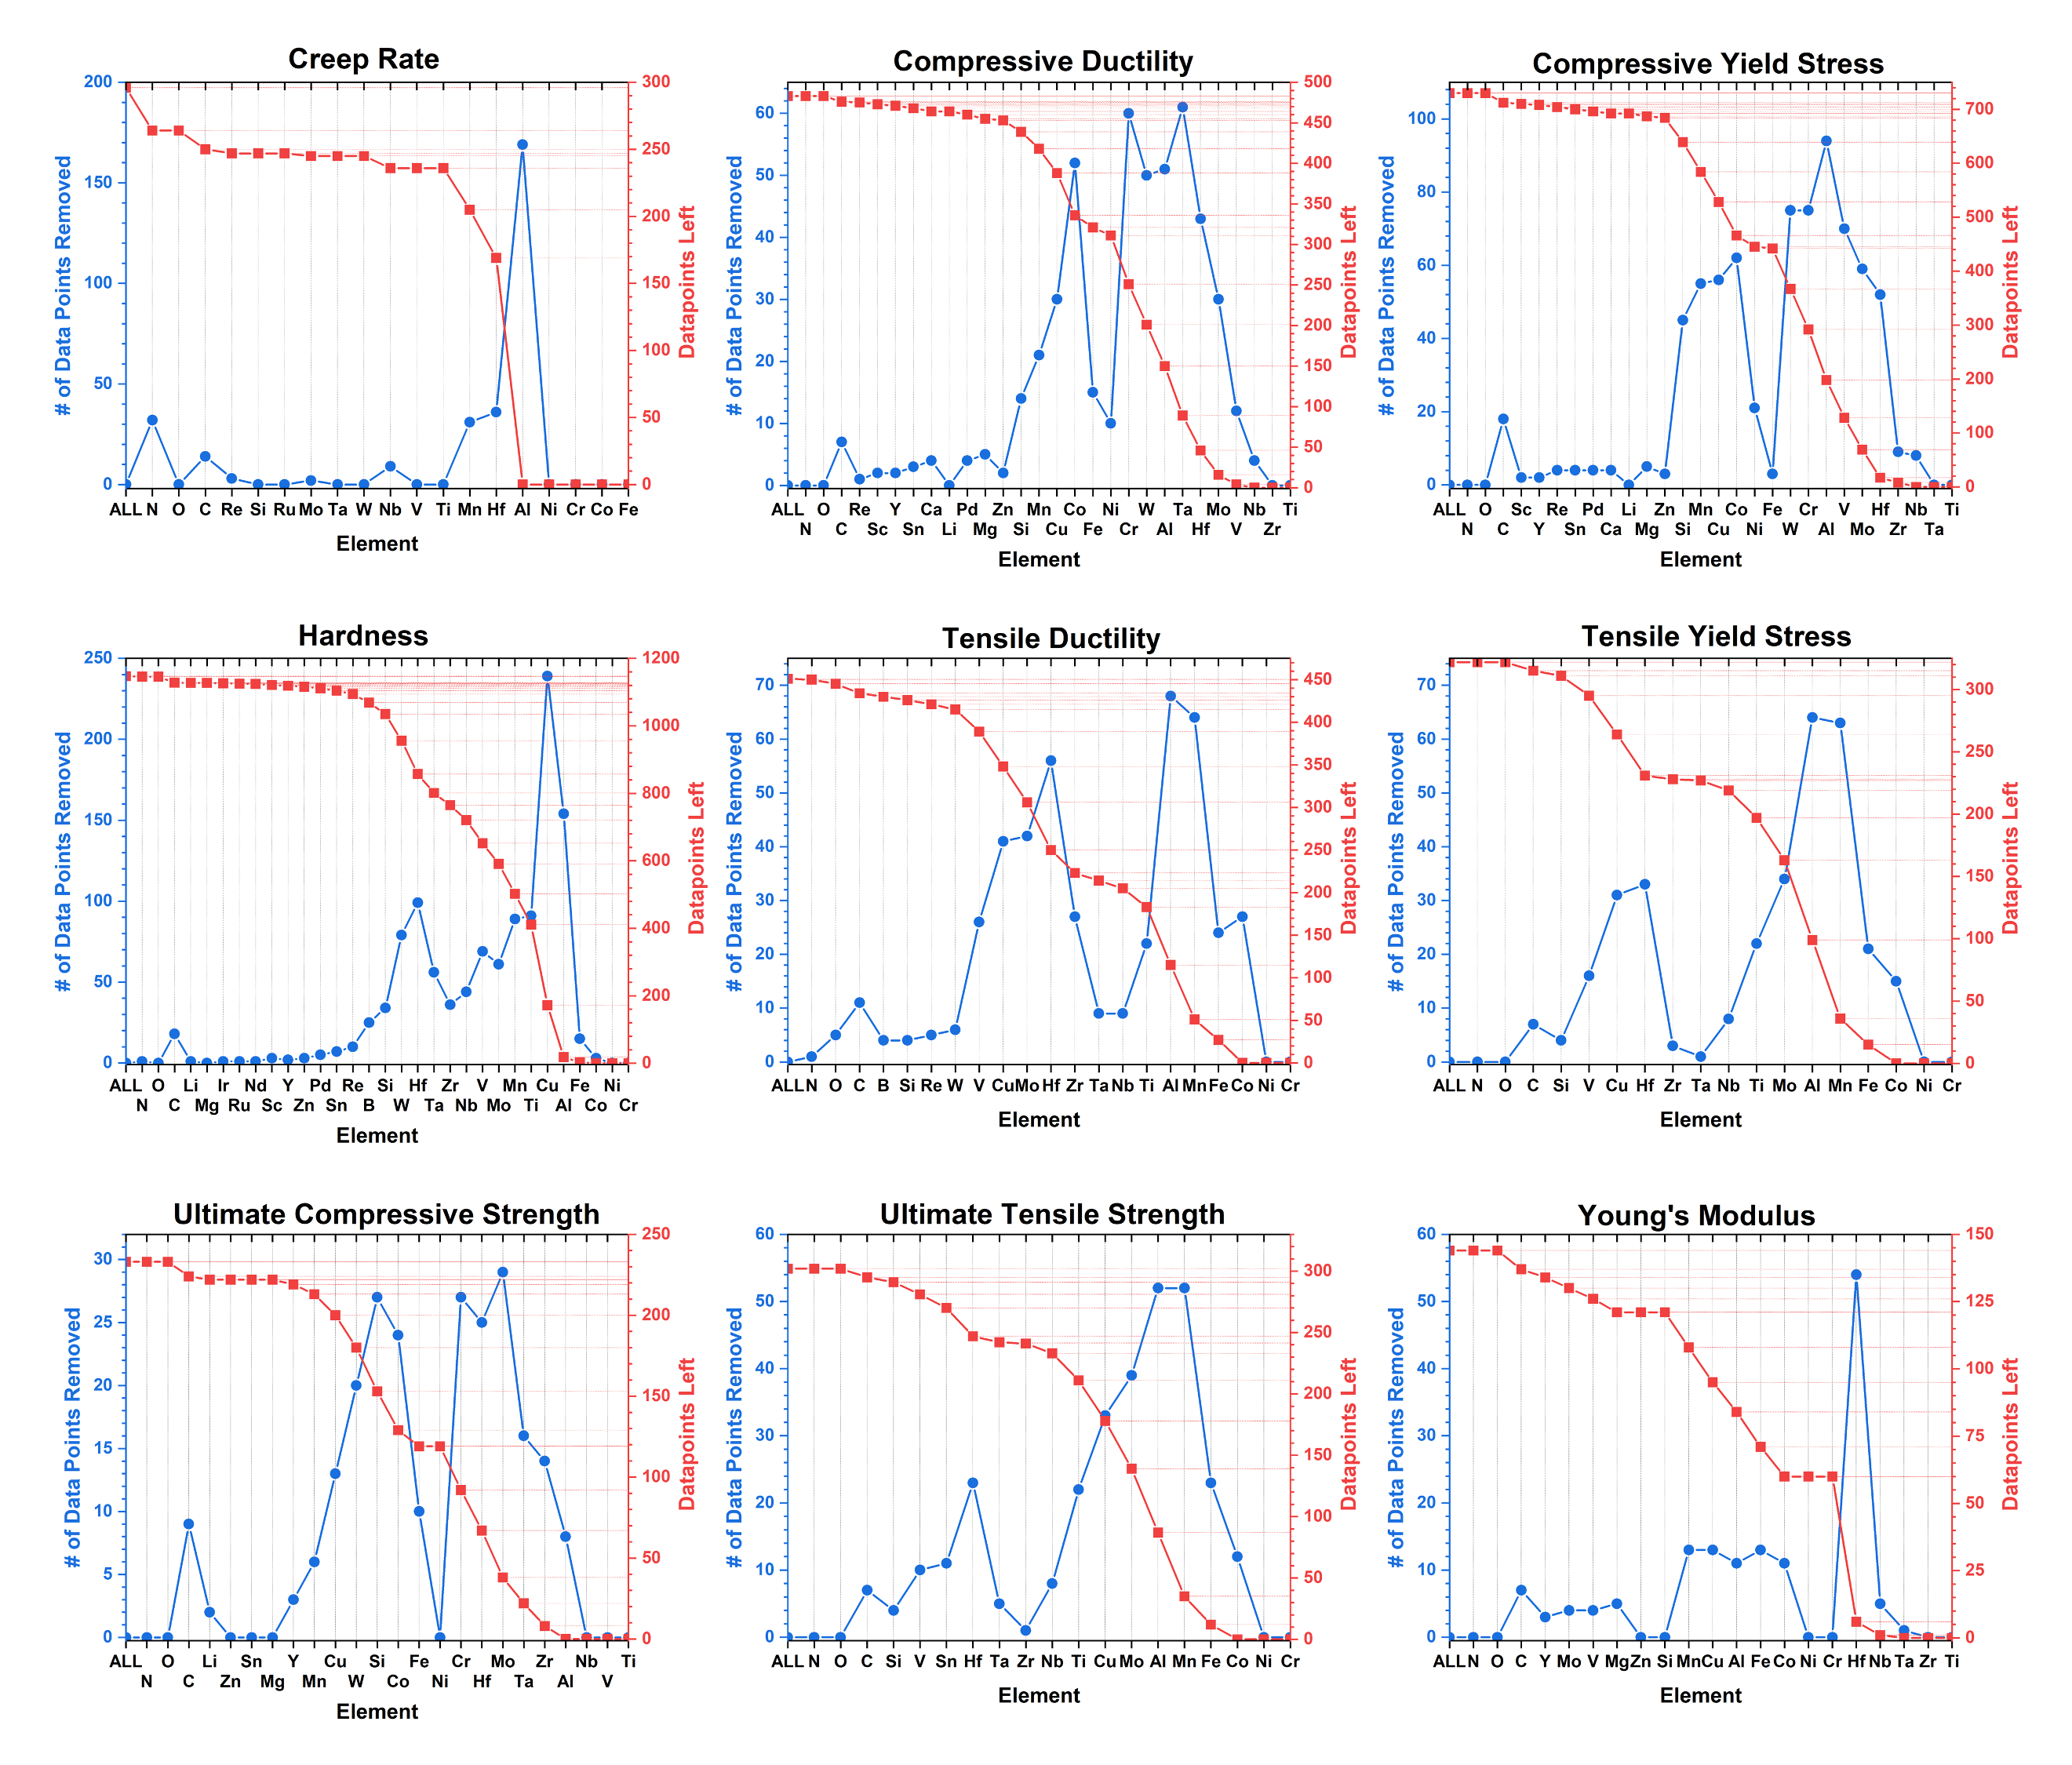 Creep Rate
# of Data Points Removed
200
150
100
50
0
300
250
200
150
100
50
0
Datapoints Left
ALL N O C Re Si Ru Mo Ta W Nb V Ti Mn Hf Al Ni Cr Co Fe
Element
Compressive Ductility
# of Data Points Removed
60
50
40
30
20
10
0
500
450
400
350
300
250
200
150
100
50
0
Datapoints Left
ALL O Re Y Ca Pd Zn Mn Co Ni W Ta Mo Nb Ti
N C Sc Sn Li Mg Si Cu Fe Cr Al Hf V Zr
Element
Compressive Yield Stress
# of Data Points Removed
100
80
60
40
20
0
700
600
500
400
300
200
100
0
Datapoints Left
ALL O Sc Re Pd Li Zn Mn Co Fe Cr V Hf Nb Ti
N C Y Sn Ca Mg Si Cu Ni W Al Mo Zr Ta
Element
Hardness
# of Data Points Removed
250
200
150
100
50
0
1200
1000
800
600
400
200
0
Datapoints Left
ALL O Li Ir Nd Y Pd Re Si Hf Zr V Mn Cu Fe Ni
N C Mg Ru Sc Zn Sn B W Ta Nb Mo Ti Al Co Cr
Element
Tensile Ductility
# of Data Points Removed
70
60
50
40
30
20
10
0
450
400
350
300
250
200
150
100
50
0
Datapoints Left
ALL N O C B Si Re W V Cu Mo Hf Zr Ta Nb Ti Al Mn Fe Co Ni Cr
Element
Tensile Yield Stress
# of Data Points Removed
70
60
50
40
30
20
10
0
300
250
200
150
100
50
0
Datapoints Left
ALL N O C Si V Cu Hf Zr Ta Nb Ti Mo Al Mn Fe Co Ni Cr
Element
Ultimate Compressive Strength
# of Data Points Removed
30
25
20
15
10
5
0
250
200
150
100
50
0
Datapoints Left
ALL O Li Sn Y Cu Si Fe Cr Mo Zr Nb Ti
N C Zn Mg Mn W Co Ni Hf Ta Al V
Element
Ultimate Tensile Strength
# of Data Points Removed
60
50
40
30
20
10
0
300
250
200
150
100
50
0
Datapoints Left
ALL N O C Si V Sn Hf Ta Zr Nb Ti Cu Mo Al Mn Fe Co Ni Cr
Element
Young's Modulus
# of Data Points Removed
60
50
40
30
20
10
0
150
125
100
75
50
25
0
Datapoints Left
ALL N O C Y Mo V Mg Zn Si Mn Cu Al Fe Co Ni Cr Hf Nb Ta Zr Ti
Element